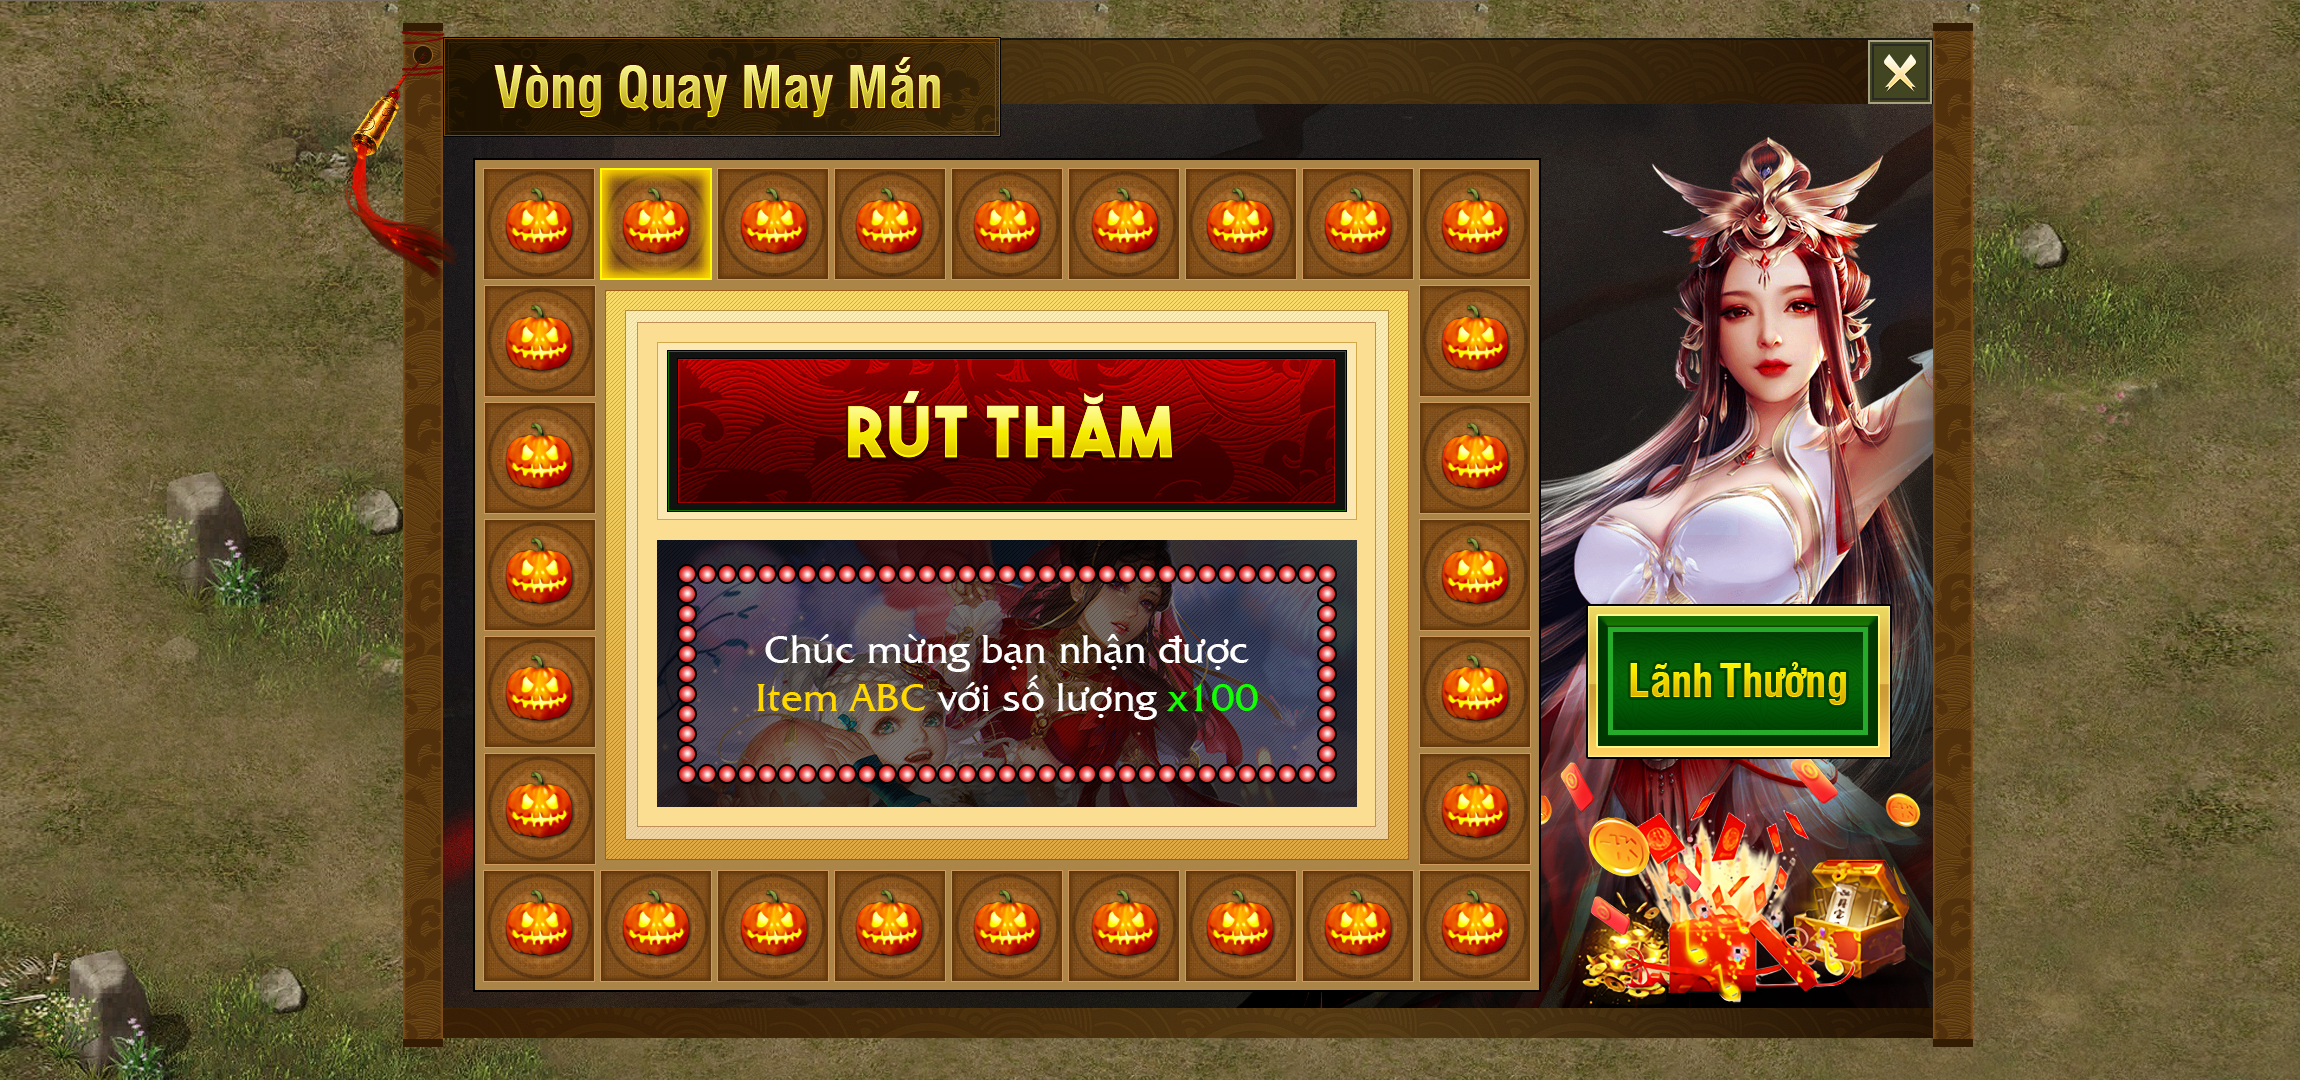 Vòng Quay May Mắn
RÚT THĂM
Chúc mừng bạn nhận được
Item ABC với số lượng x100
Lãnh Thưởng